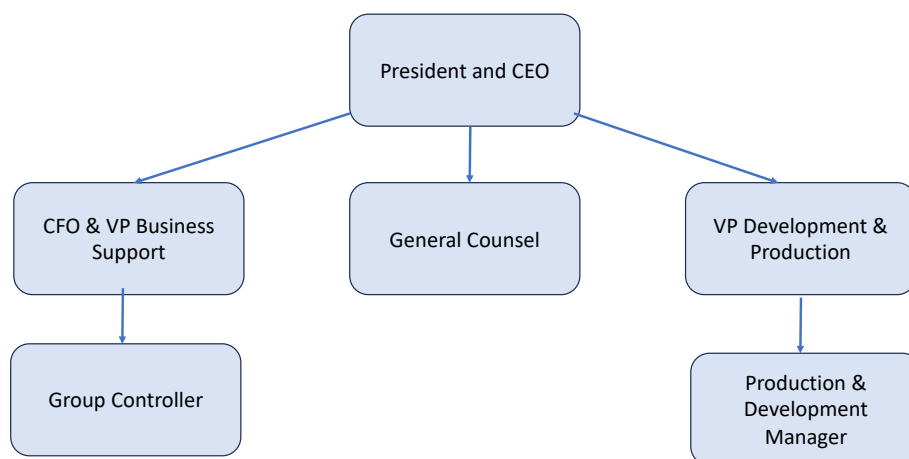 President and CEO
CFO & VP Business
Support
General Counsel
VP Development &
Production
Group Controller
Production &
Development
Manager